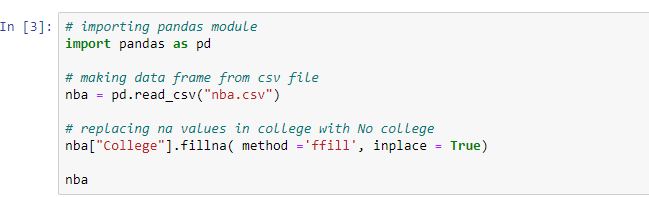 In [3]: # importing pandas module
import pandas as pd
# making data frame from csv file
nba = pd.read_csv("nba.csv")
# replacing na values in college with No college
nba["College"].fillna( method ='ffill', inplace = True)
nba